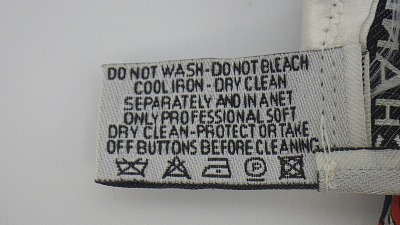 DO NOT WASH-DO NOT BLEACH
COOL IRON - DRY CLEAN
SEPARATELY AND IN A NET
ONLY PROFESSIONAL SOFT
DRY CLEAN-PROTECT OR TAKE
OFF BUTTONS BEFORE CLEANING
P